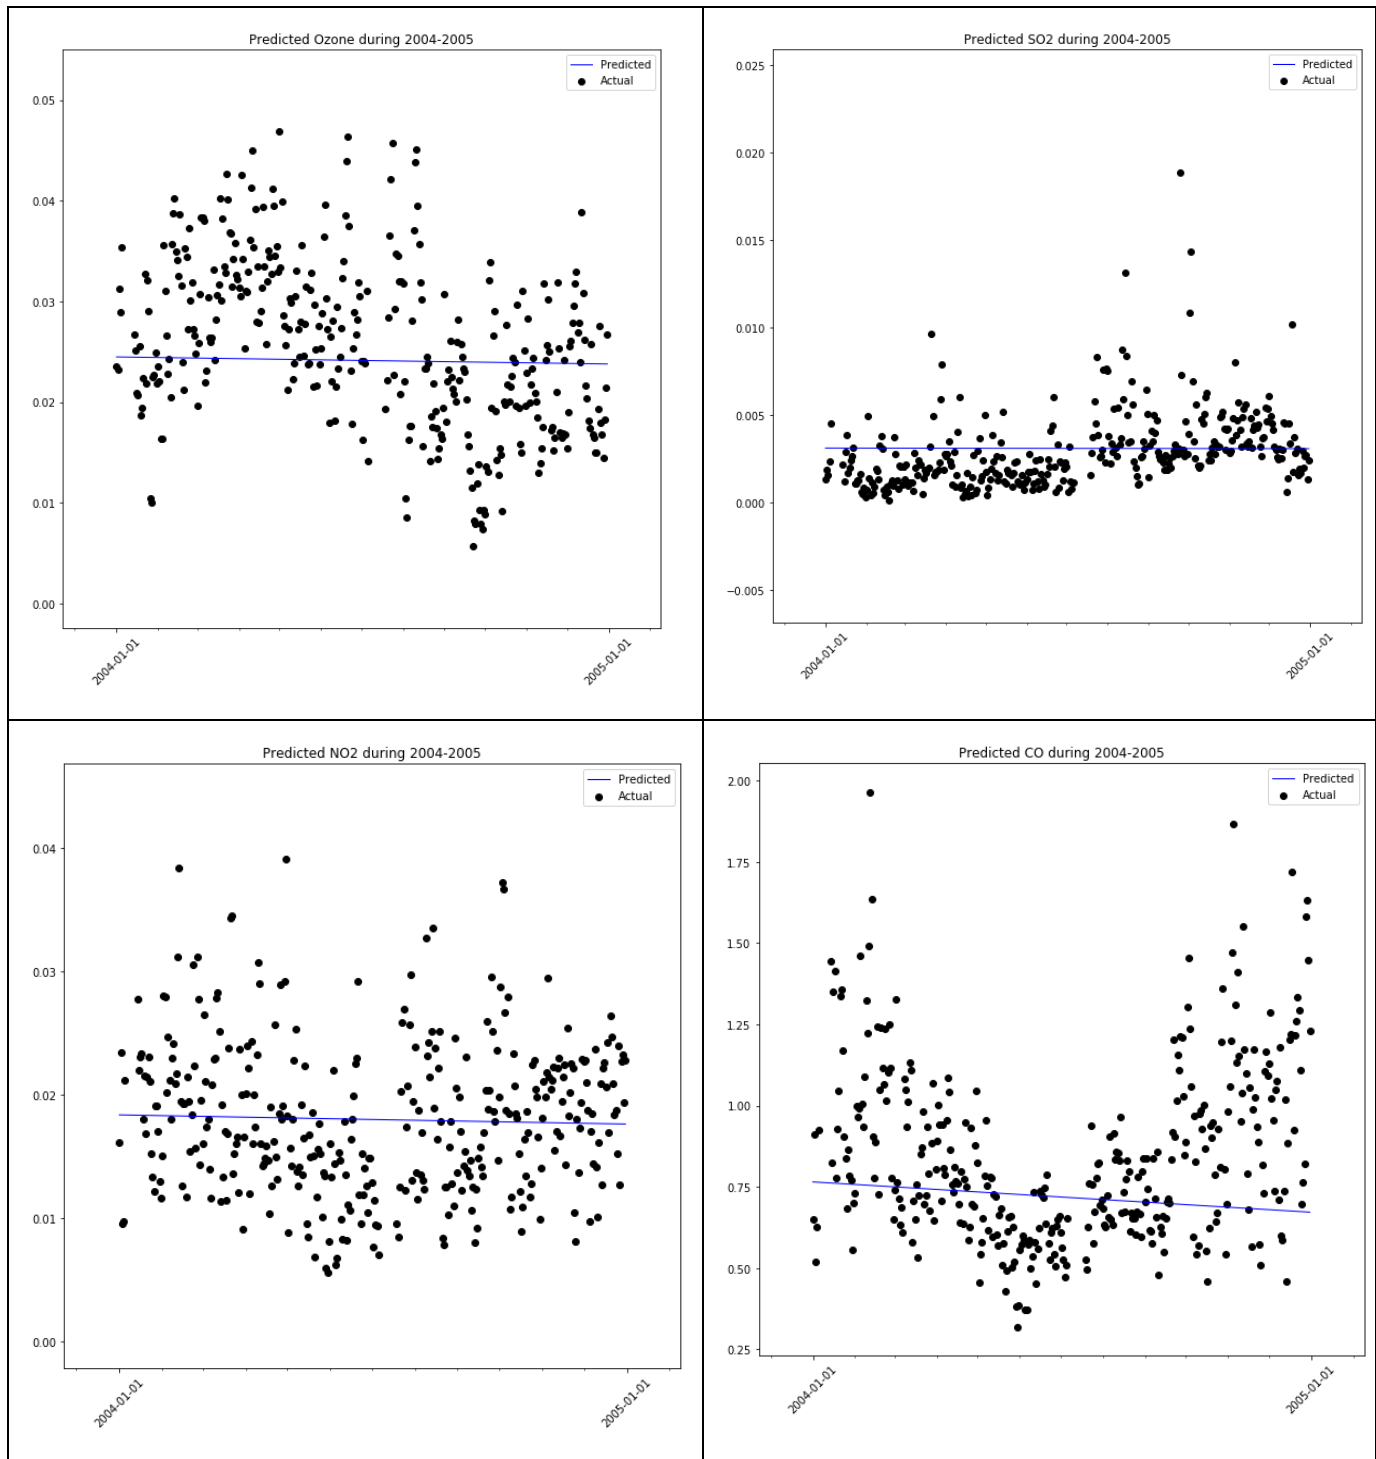 Predicted Ozone during 2004-2005
Predicted
Actual
0.05
0.04
0.03
0.02
0.01
0.00
2004-01-01
2005-01-01
Predicted SO2 during 2004-2005
Predicted
Actual
0.025
0.020
0.015
0.010
0.005
0.000
−0.005
2004-01-01
2005-01-01
Predicted NO2 during 2004-2005
Predicted
Actual
0.04
0.03
0.02
0.01
0.00
2004-01-01
2005-01-01
Predicted CO during 2004-2005
Predicted
Actual
2.00
1.75
1.50
1.25
1.00
0.75
0.50
0.25
2004-01-01
2005-01-01